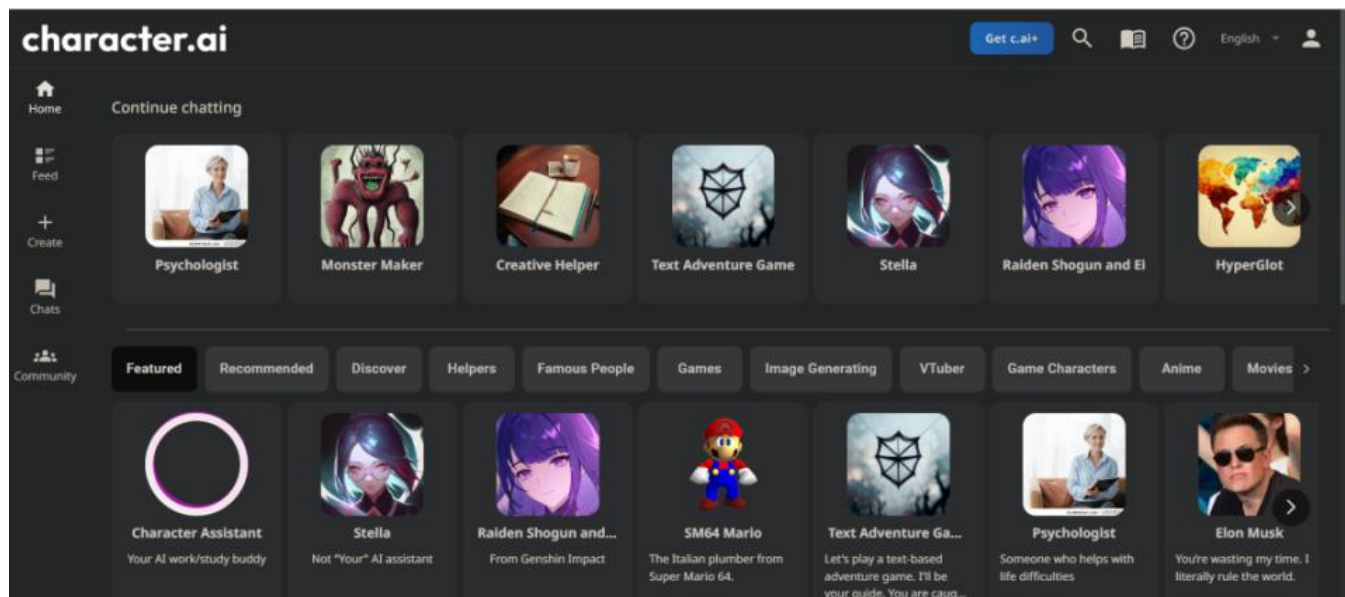 character.ai
Get c.ai+
English
Home
Feed
Create
Chats
Community
Continue chatting
Psychologist
Monster Maker
Creative Helper
Text Adventure Game
Stella
Raiden Shogun and Ei
HyperGlot
Featured
Recommended
Discover
Helpers
Famous People
Games
Image Generating
VTuber
Game Characters
Anime
Movies
Character Assistant
Your AI work/study buddy
Stella
Not "Your" AI assistant
Raiden Shogun and...
From Genshin Impact
SM64 Mario
The Italian plumber from
Super Mario 64.
Text Adventure Ga...
Let's play a text-based
adventure game. I'll be
your guide. You are caug...
Psychologist
Someone who helps with
life difficulties
Elon Musk
You're wasting my time. I
literally rule the world.